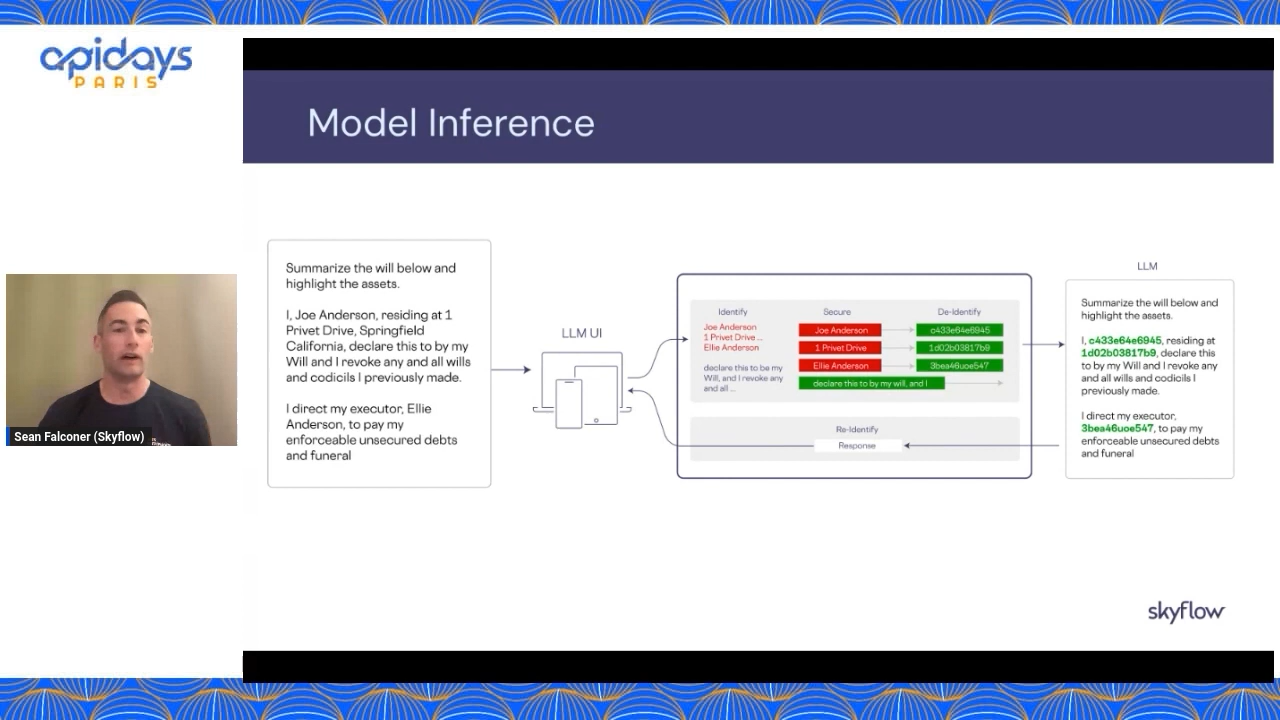 apidays
PARIS
Model Inference
Summarize the will below and
highlight the assets.
I, Joe Anderson, residing at 1
Privet Drive, Springfield
California, declare this to by my
Will and I revoke any and all wills
and codicils I previously made.
I direct my executor, Ellie
Anderson, to pay my
enforceable unsecured debts
and funeral
LLM UI
Identify
Joe Anderson
1 Privet Drive ...
Ellie Anderson
declare this to be my
Will, and I revoke any
and all ...
Secure
De-Identify
Joe Anderson
c433e64e6945
1 Privet Drive
1d02b03817b9
Ellie Anderson
3bea46uoe547
declare this to by my will, and I
Re-Identify
Response
LLM
Summarize the will below and
highlight the assets.
I, c433e64e6945, residing at
1d02b03817b9, declare this
to by my Will and I revoke any
and all wills and codicils I
previously made.
I direct my executor,
3bea46uoe547, to pay my
enforceable unsecured debts
and funeral
Sean Falconer (Skyflow)
skyflow